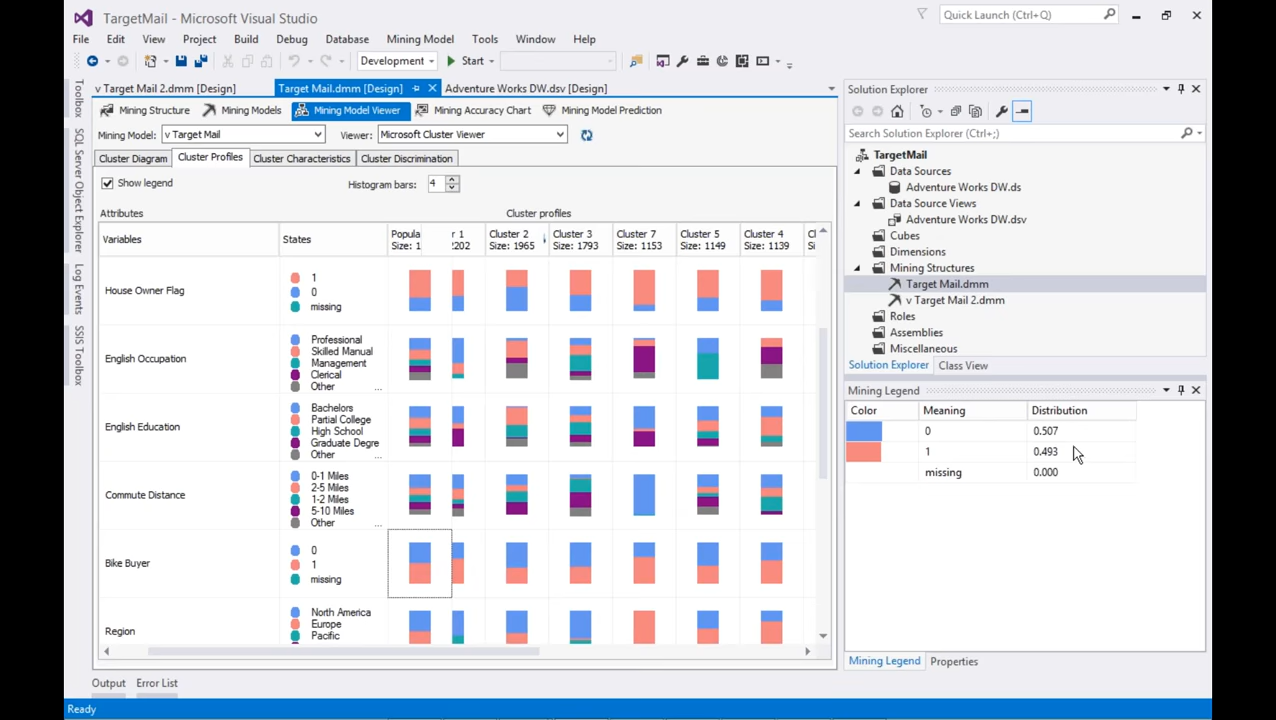 TargetMail - Microsoft Visual Studio
Quick Launch (Ctrl+Q)
File Edit View Project Build Debug Database Mining Model Tools Window Help
Development Start
v Target Mail 2.dmm [Design] Target Mail.dmm [Design] Adventure Works DW.dsv [Design]
Mining Structure Mining Models Mining Model Viewer Mining Accuracy Chart Mining Model Prediction
Mining Model: v Target Mail Viewer: Microsoft Cluster Viewer
Cluster Diagram Cluster Profiles Cluster Characteristics Cluster Discrimination
Show legend Histogram bars: 4
Attributes Cluster profiles
Variables States
Popula r 1 Cluster 2 Cluster 3 Cluster 7 Cluster 5 Cluster 4 Cl
Size: 1 :202 Size: 1965 Size: 1793 Size: 1153 Size: 1149 Size: 1139 Si
House Owner Flag
1
0
missing
English Occupation
Professional
Skilled Manual
Management
Clerical
Other ...
English Education
Bachelors
Partial College
High School
Graduate Degre
Other ...
Commute Distance
0-1 Miles
2-5 Miles
1-2 Miles
5-10 Miles
Other ...
Bike Buyer
0
1
missing
Region
North America
Europe
Pacific
Toolbox
SQL Server Object Explorer
Log Events
SSIS Toolbox
Output Error List
Ready
Solution Explorer
Search Solution Explorer (Ctrl+;)
TargetMail
Data Sources
Adventure Works DW.ds
Data Source Views
Adventure Works DW.dsv
Cubes
Dimensions
Mining Structures
Target Mail.dmm
v Target Mail 2.dmm
Roles
Assemblies
Miscellaneous
Solution Explorer Class View
Mining Legend
Color Meaning Distribution
0 0.507
1 0.493
missing 0.000
Mining Legend Properties